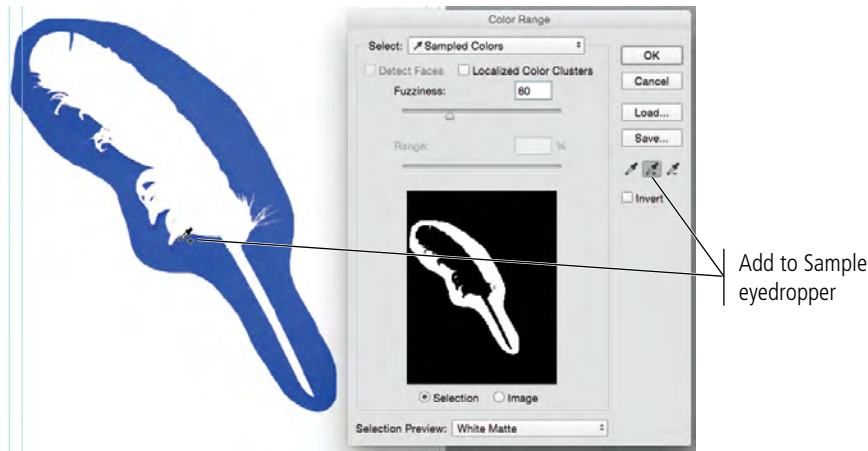 Color Range
Select: Sampled Colors
OK
Detect Faces Localized Color Clusters
Cancel
Fuzziness: 60
Load...
Save...
Range: %
Invert
Add to Sample
eyedropper
Selection Image
Selection Preview: White Matte